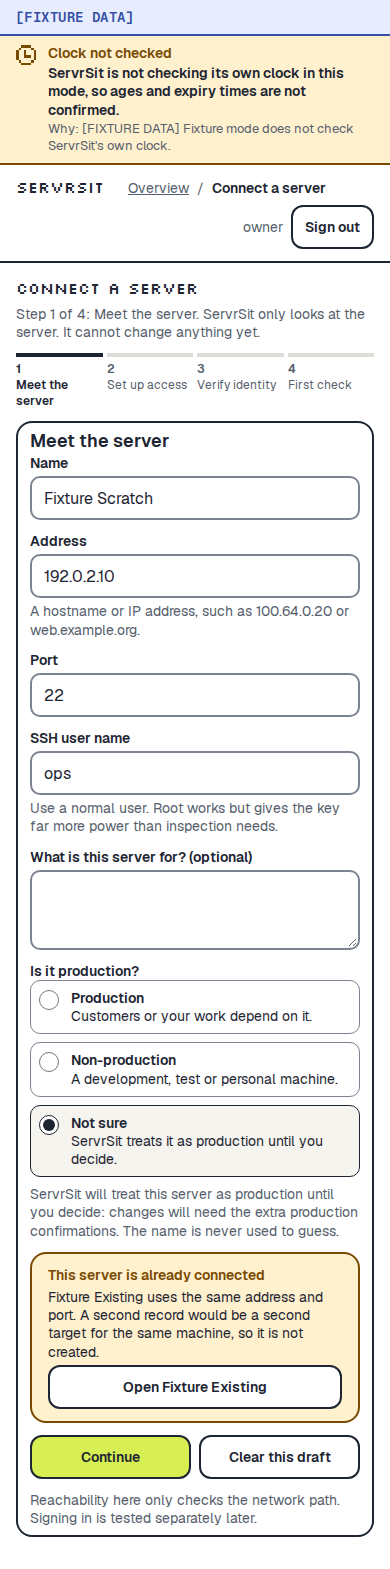 [FIXTURE DATA]
Clock not checked
ServrSit is not checking its own clock in this
mode, so ages and expiry times are not
confirmed.
Why: [FIXTURE DATA] Fixture mode does not check
ServrSit's own clock.
SERVRSIT Overview / Connect a server
owner Sign out
CONNECT A SERVER
Step 1 of 4: Meet the server. ServrSit only looks at the
server. It cannot change anything yet.
1 2 3 4
Meet the Set up access Verify identity First check
server
Meet the server
Name
Fixture Scratch
Address
192.0.2.10
A hostname or IP address, such as 100.64.0.20 or
web.example.org.
Port
22
SSH user name
ops
Use a normal user. Root works but gives the key
far more power than inspection needs.
What is this server for? (optional)
Is it production?
Production
Customers or your work depend on it.
Non-production
A development, test or personal machine.
Not sure
ServrSit treats it as production until you
decide.
ServrSit will treat this server as production until
you decide: changes will need the extra production
confirmations. The name is never used to guess.
This server is already connected
Fixture Existing uses the same address and
port. A second record would be a second
target for the same machine, so it is not
created.
Open Fixture Existing
Continue Clear this draft
Reachability here only checks the network path.
Signing in is tested separately later.